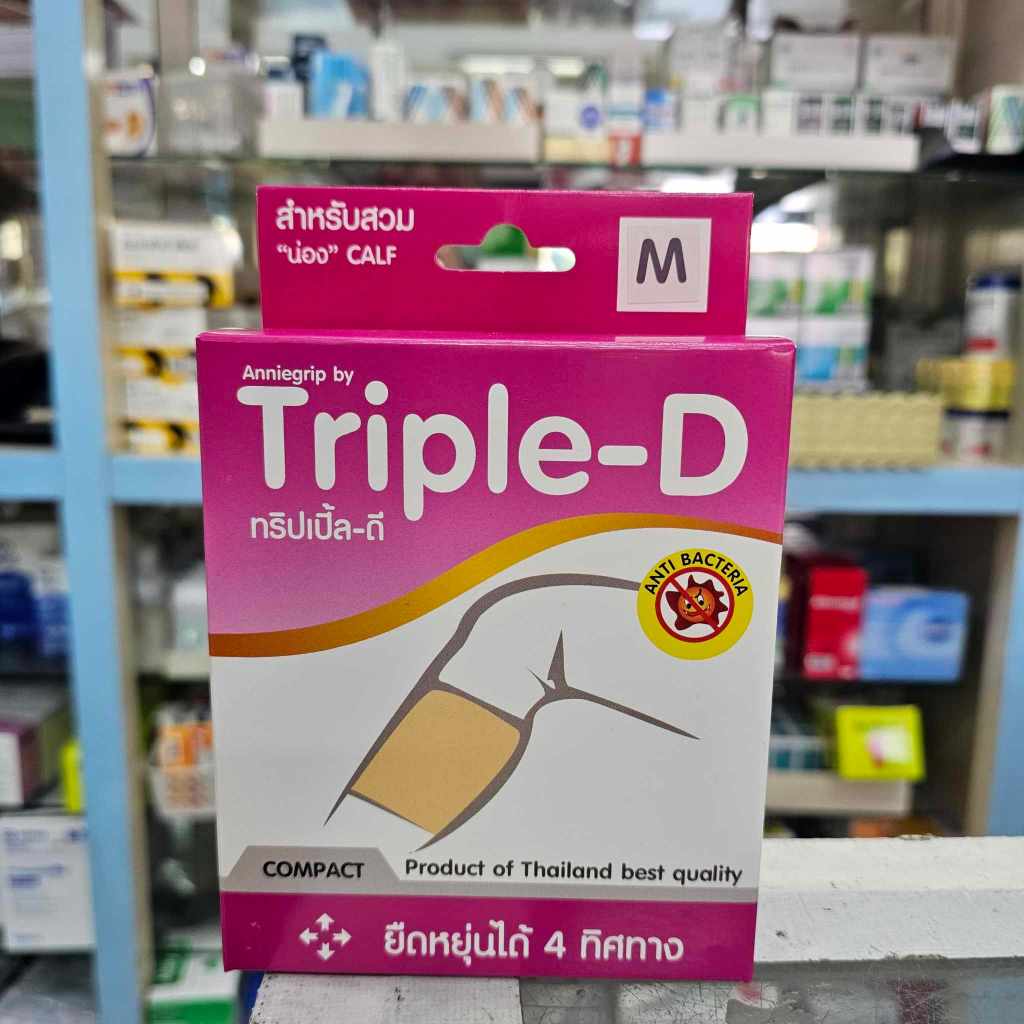 สำหรับสวม
"น่อง" CALF
M
Anniegrip by
Triple-D
ทริปเปิ้ล-ดี
ANTI BACTERIA
COMPACT
Product of Thailand best quality
ยืดหยุ่นได้ 4 ทิศทาง